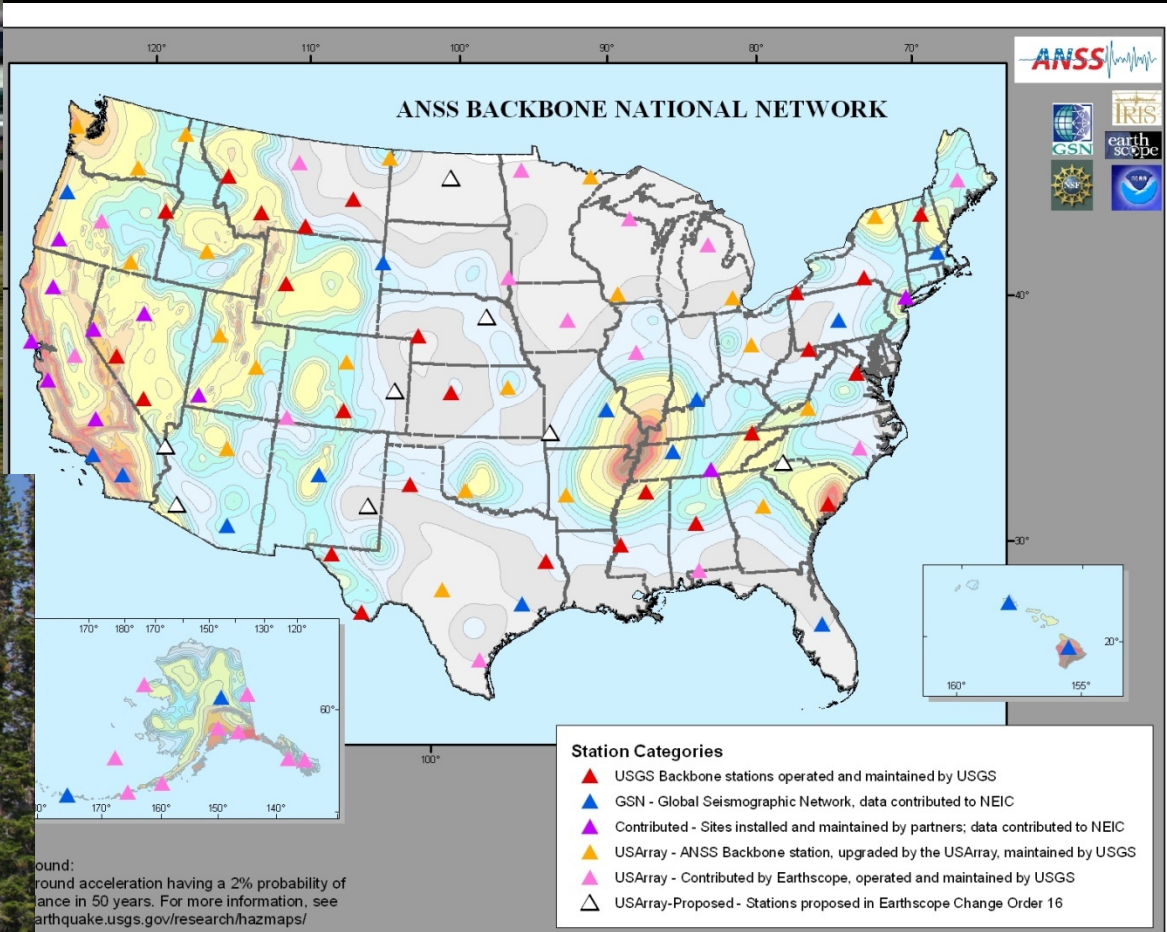 120°
110°
100°
90°
80°
70°
ANSS
ANSS BACKBONE NATIONAL NETWORK
IRIS
GSN
earth
scope
NSF
40°
30°
170° 180° 170° 150° 130° 120°
60°
170° 160° 150° 140°
20°
160° 155°
100°
Station Categories
USGS Backbone stations operated and maintained by USGS
GSN - Global Seismographic Network, data contributed to NEIC
Contributed - Sites installed and maintained by partners; data contributed to NEIC
USArray - ANSS Backbone station, upgraded by the USArray, maintained by USGS
USArray - Contributed by Earthscope, operated and maintained by USGS
USArray-Proposed - Stations proposed in Earthscope Change Order 16
ound:
round acceleration having a 2% probability of
ance in 50 years. For more information, see
arthquake.usgs.gov/research/hazmaps/